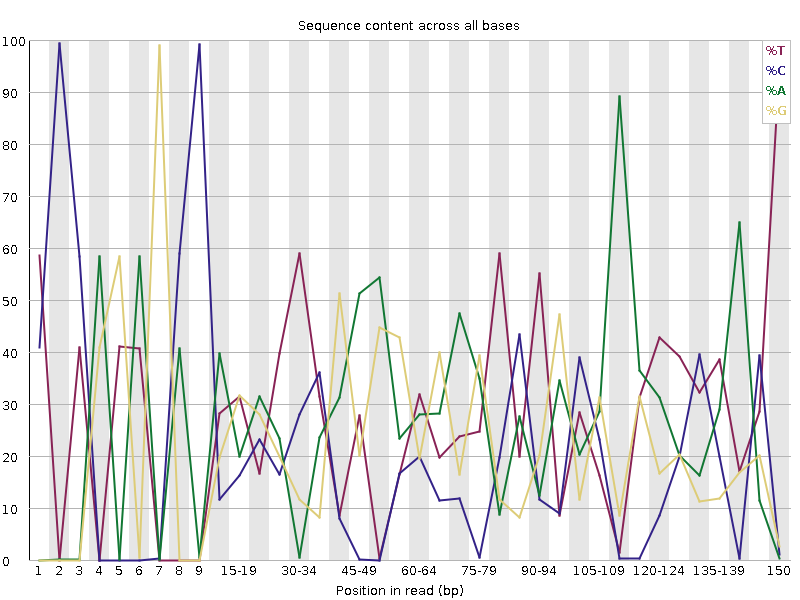 Sequence content across all bases
100
90
80
70
60
50
40
30
20
10
0
%T
%C
%A
%G
1 2 3 4 5 6 7 8 9 15-19 30-34 45-49 60-64 75-79 90-94 105-109 120-124 135-139 150
Position in read (bp)